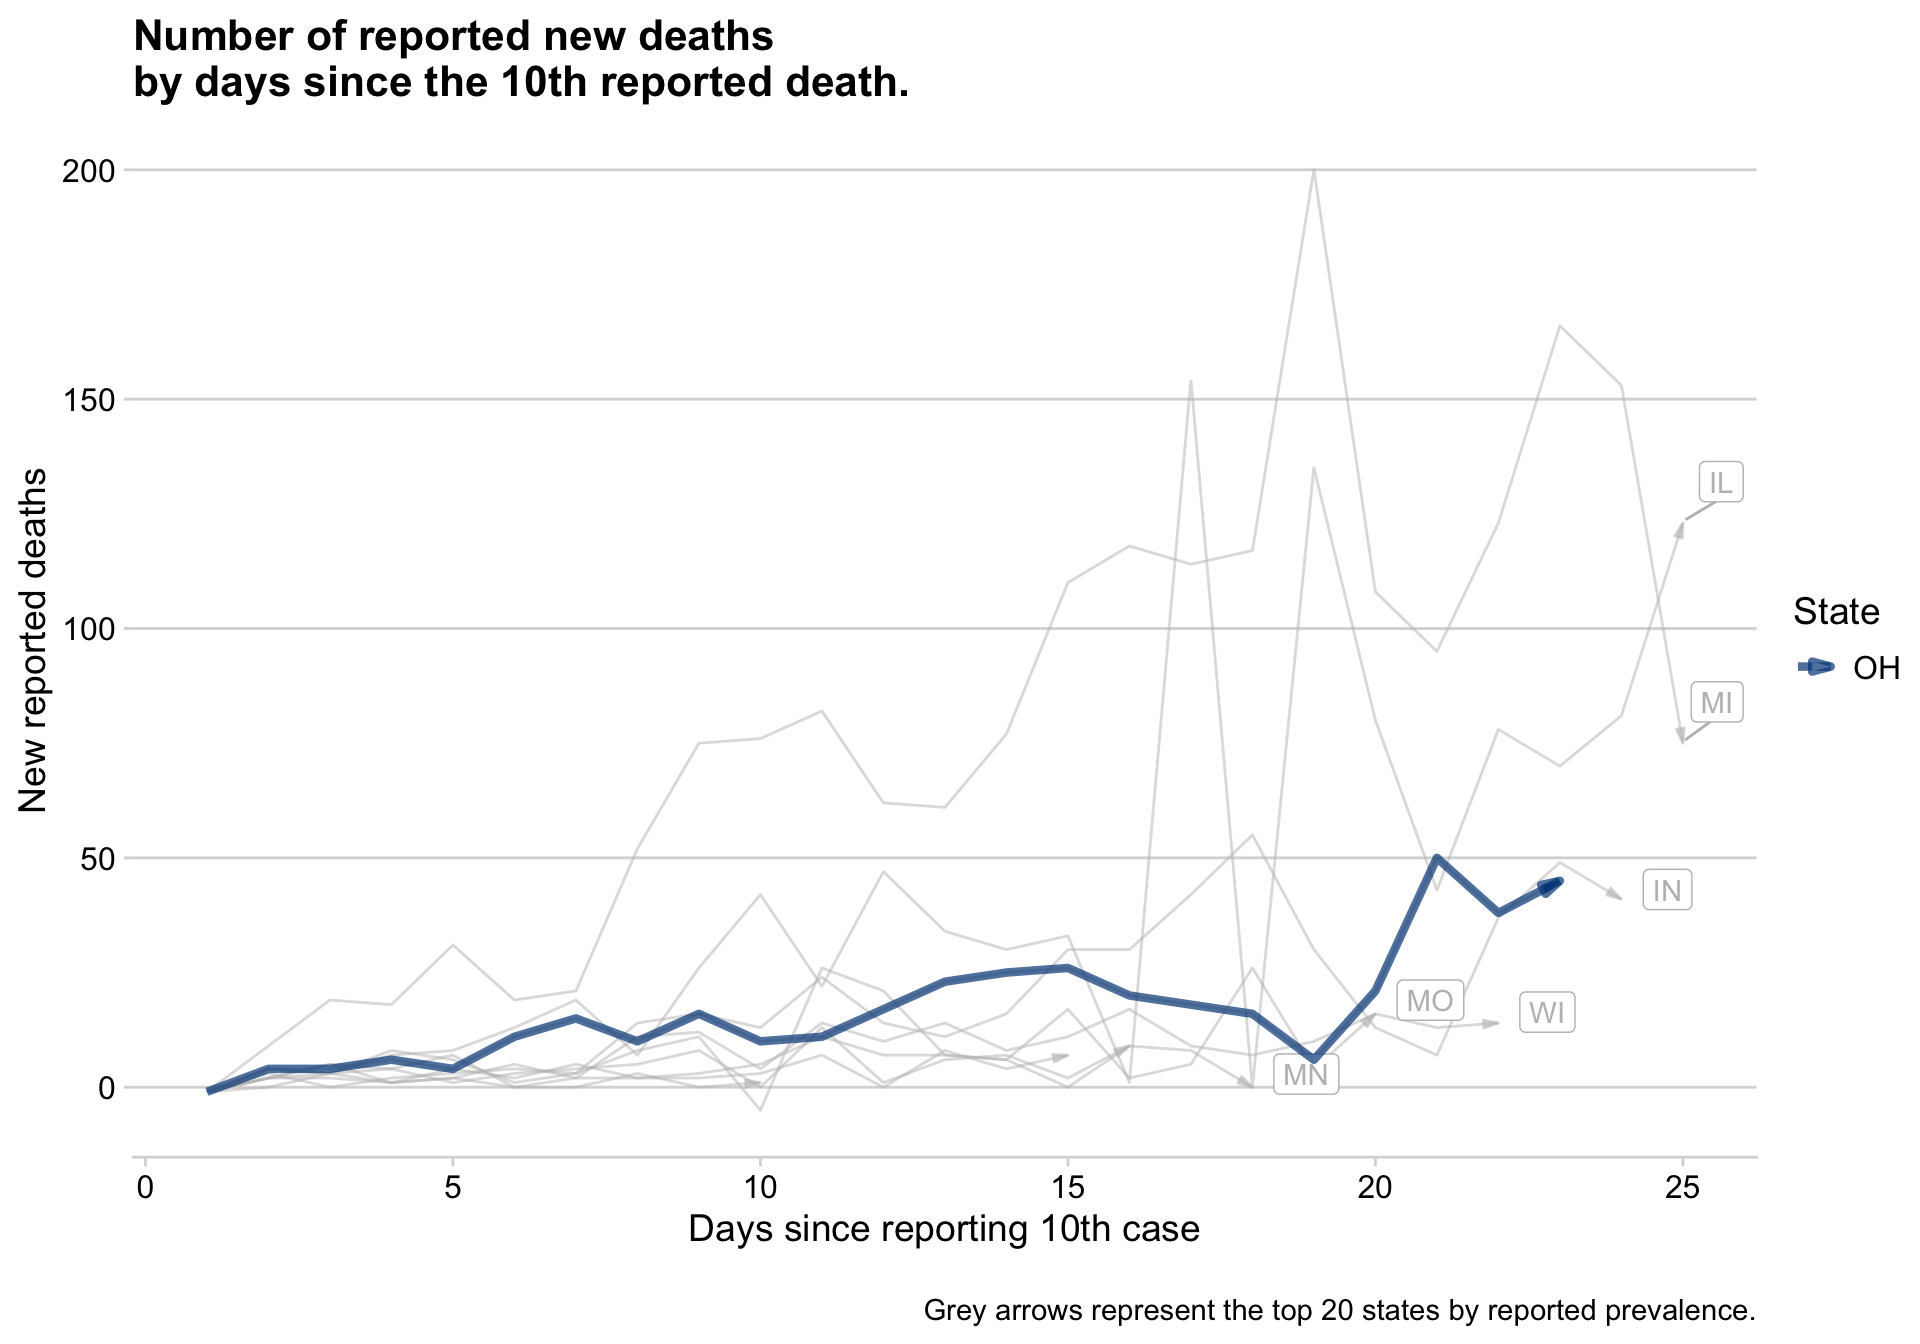 Number of reported new deaths
by days since the 10th reported death.
200
150
100
50
0
New reported deaths
IL
MI
IN
MO
WI
MN
State
OH
0 5 10 15 20 25
Days since reporting 10th case
Grey arrows represent the top 20 states by reported prevalence.